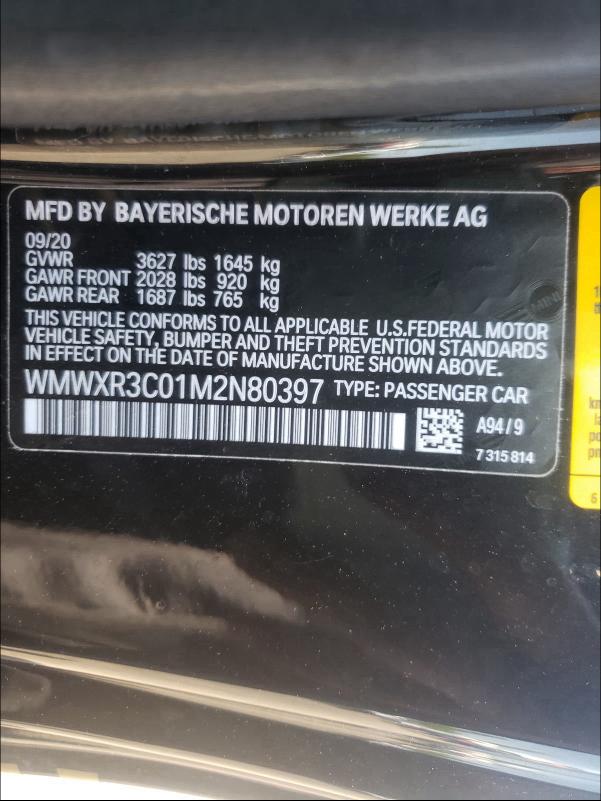 MFD BY BAYERISCHE MOTOREN WERKE AG
09/20
GVWR 3627 lbs 1645 kg
GAWR FRONT 2028 lbs 920 kg
GAWR REAR 1687 lbs 765 kg
THIS VEHICLE CONFORMS TO ALL APPLICABLE U.S.FEDERAL MOTOR
VEHICLE SAFETY, BUMPER AND THEFT PREVENTION STANDARDS
IN EFFECT ON THE DATE OF MANUFACTURE SHOWN ABOVE.
WMWXR3C01M2N80397 TYPE: PASSENGER CAR
A94/9
7 315 814
MINI